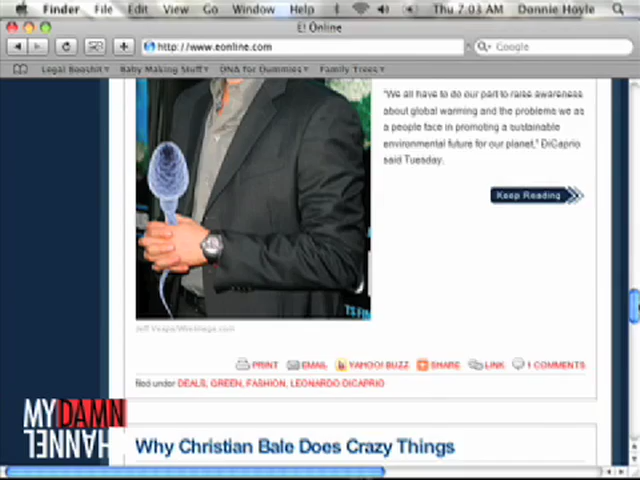 Finder File Edit View Go Window Help Thu 7:03 AM Donnie Hoyle
E! Online
http://www.eonline.com
Google
Legal Booshit Baby Making Stuff DNA for Dummies Family Trees
"We all have to do our part to raise awareness
about global warming and the problems we as
a people face in promoting a sustainable
environmental future for our planet," DiCaprio
said Tuesday.
Keep Reading
PRINT EMAIL YAHOO! BUZZ SHARE LINK 1 COMMENTS
filed under DEALS, GREEN, FASHION, LEONARDO DICAPRIO
MY DAMN
CHANNEL
Why Christian Bale Does Crazy Things